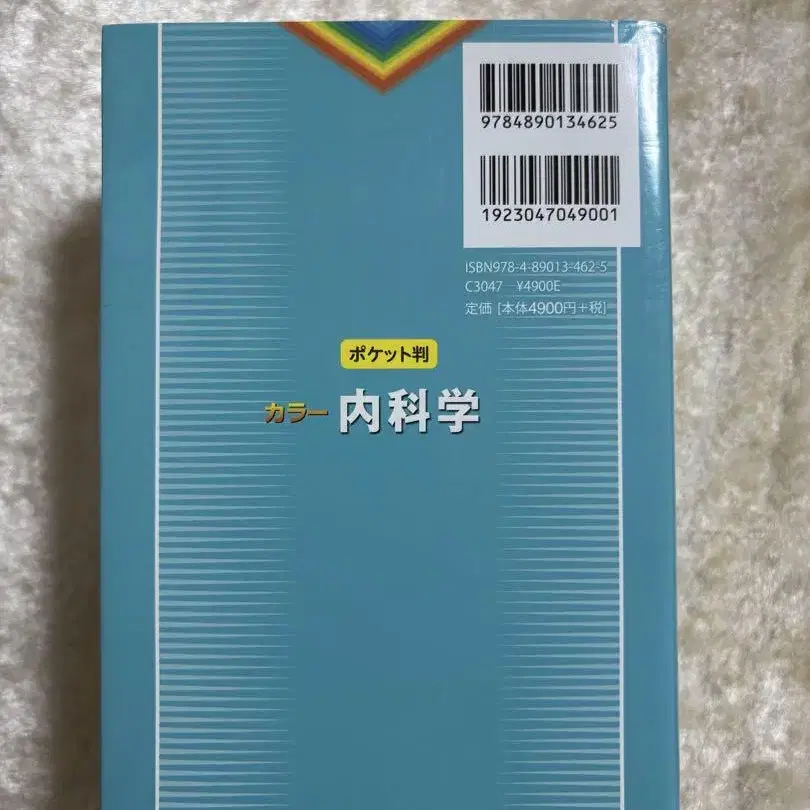 9784890134625
1923047049001
ISBN978-4-89013-462-5
C3047 ¥4900E
定価 [本体4900円+税]
ポケット判
カラー 内科学